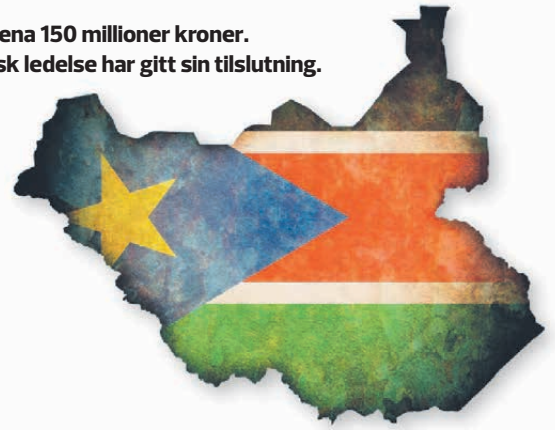 ena 150 millioner kroner.
sk ledelse har gitt sin tilslutning.